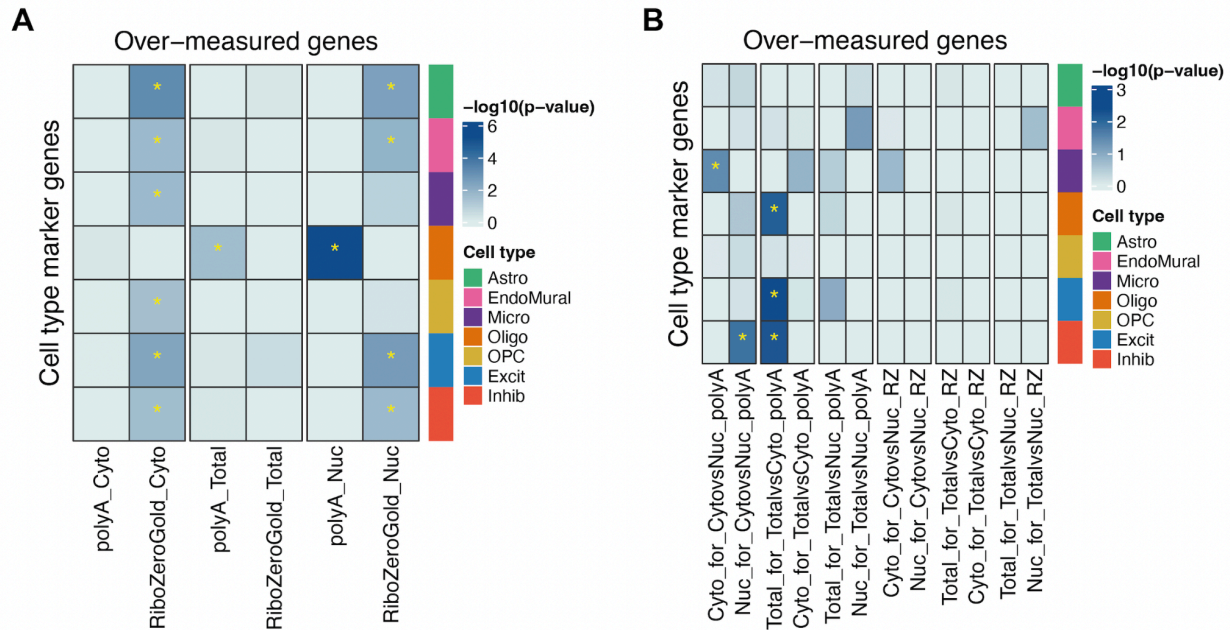 A
Over-measured genes
Cell type marker genes
*
*
*
*
*
*
*
*
*
*
*
*
polyA_Cyto
RiboZeroGold_Cyto
polyA_Total
RiboZeroGold_Total
polyA_Nuc
RiboZeroGold_Nuc
-log10(p-value)
6
4
2
0
Cell type
Astro
EndoMural
Micro
Oligo
OPC
Excit
Inhib
B
Over-measured genes
Cell type marker genes
*
*
*
*
*
Cyto_for_CytovsNuc_polyA
Nuc_for_CytovsNuc_polyA
Total_for_TotalvsCyto_polyA
Cyto_for_TotalvsCyto_polyA
Total_for_TotalvsNuc_polyA
Nuc_for_TotalvsNuc_polyA
Cyto_for_CytovsNuc_RZ
Nuc_for_CytovsNuc_RZ
Total_for_TotalvsCyto_RZ
Cyto_for_TotalvsCyto_RZ
Total_for_TotalvsNuc_RZ
Nuc_for_TotalvsNuc_RZ
-log10(p-value)
3
2
1
0
Cell type
Astro
EndoMural
Micro
Oligo
OPC
Excit
Inhib